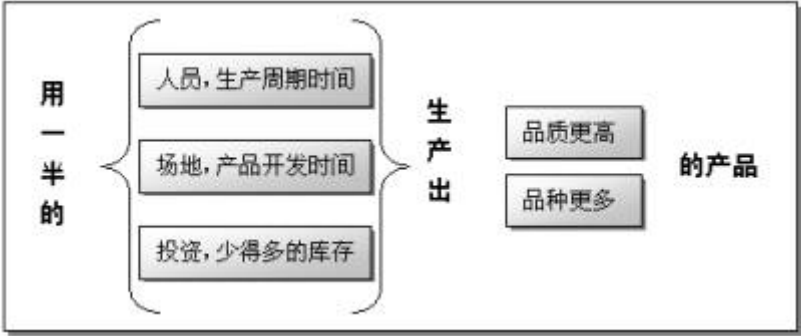 用一半的
人员，生产周期时间
场地，产品开发时间
投资，少得多的库存
生产出
品质更高
品种更多
的产品